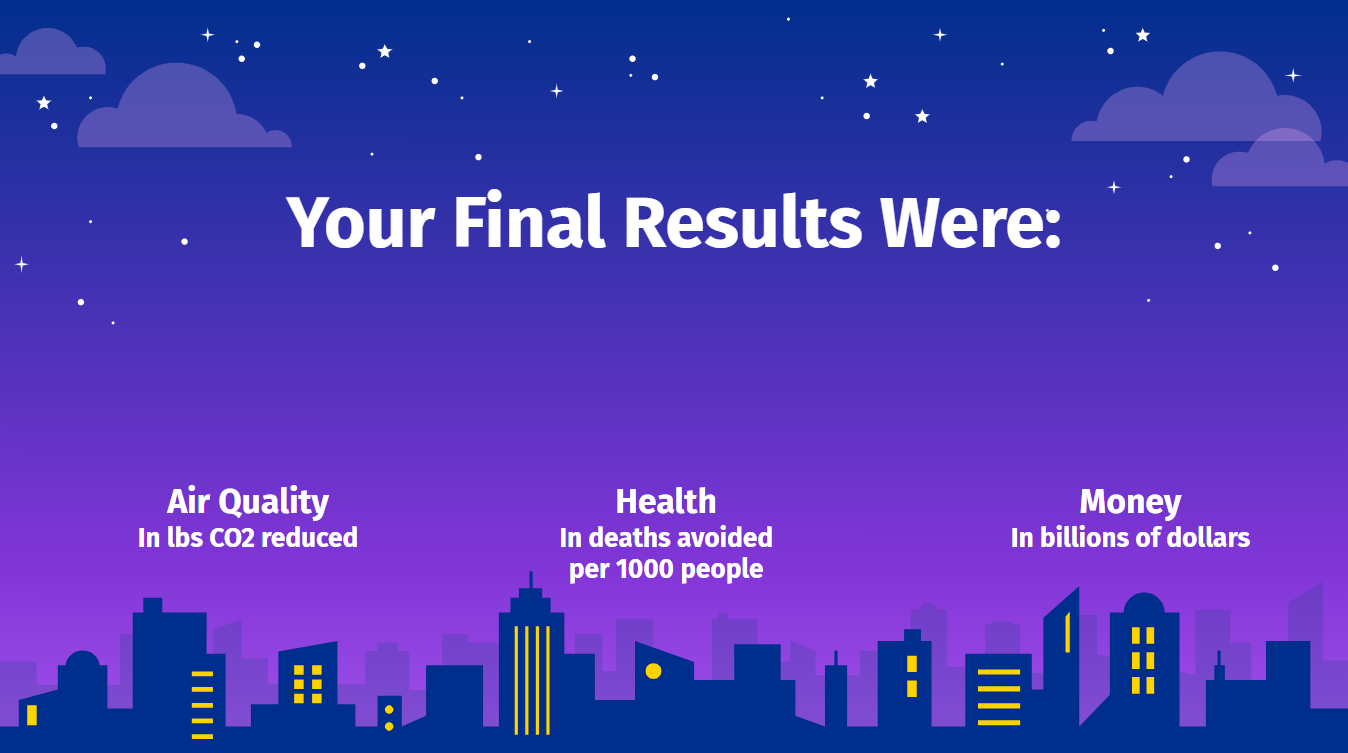 Your Final Results Were:
Air Quality
In lbs CO2 reduced
Health
In deaths avoided
per 1000 people
Money
In billions of dollars